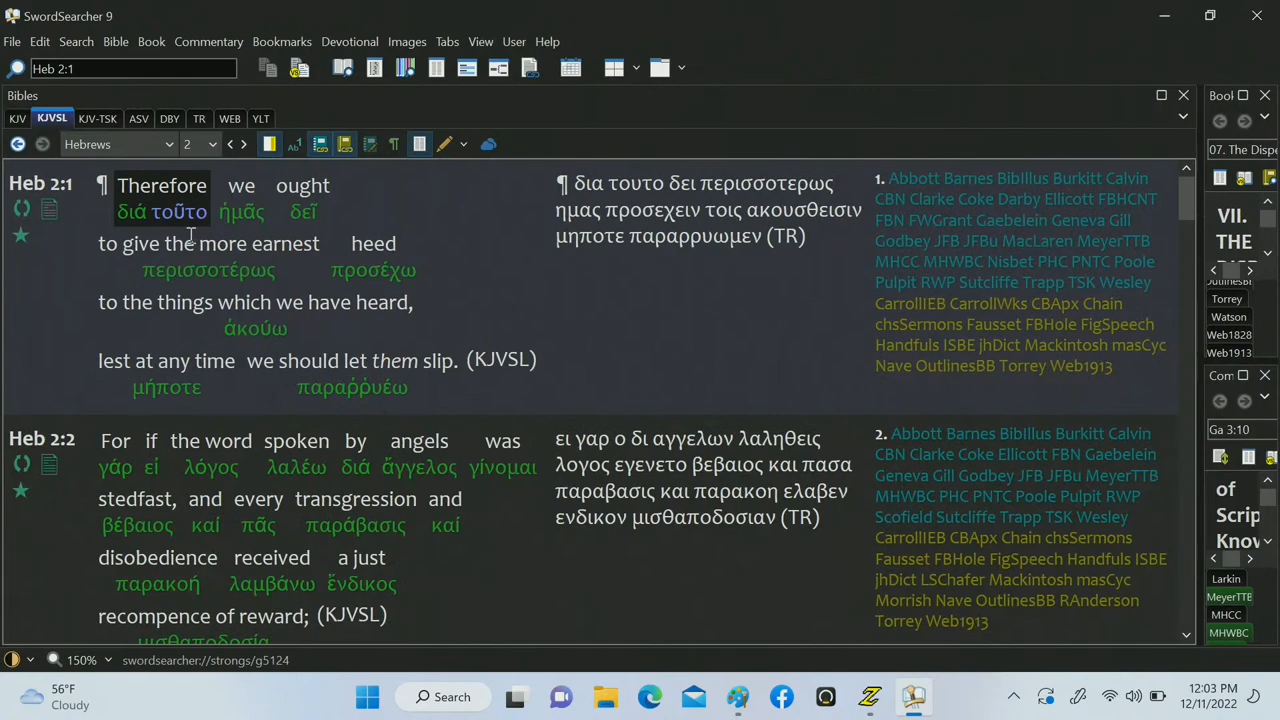 SwordSearcher 9
File Edit Search Bible Book Commentary Bookmarks Devotional Images Tabs View User Help
Heb 2:1
Bibles
Bool
KJV KJVSL KJV-TSK ASV DBY TR WEB YLT
Hebrews 2
07. The Dispe
Heb 2:1 ¶ Therefore we ought
διά τοῦτο ἡμᾶς δεῖ
to give the more earnest heed
περισσοτέρως προσέχω
to the things which we have heard,
ἀκούω
lest at any time we should let them slip. (KJVSL)
μήποτε παραῤῥυέω
¶ δια τουτο δει περισσοτερως
ημας προσεχειν τοις ακουσθεισιν
μηποτε παραρρυωμεν (TR)
1. Abbott Barnes BibIllus Burkitt Calvin
CBN Clarke Coke Darby Ellicott FBHCNT
FBN FWGrant Gaebelein Geneva Gill
Godbey JFB JFBu MacLaren MeyerTTB
MHCC MHWBC Nisbet PHC PNTC Poole
Pulpit RWP Sutcliffe Trapp TSK Wesley
CarrollIEB CarrollWks CBApx Chain
chsSermons Fausset FBHole FigSpeech
Handfuls ISBE jhDict Mackintosh masCyc
Nave OutlinesBB Torrey Web1913
Heb 2:2 For if the word spoken by angels was
γάρ εἰ λόγος λαλέω διά ἄγγελος γίνομαι
stedfast, and every transgression and
βέβαιος καί πᾶς παράβασις καί
disobedience received a just
παρακοή λαμβάνω ἔνδικος
recompence of reward; (KJVSL)
μισθαποδοσία
ει γαρ ο δι αγγελων λαληθεις
λογος εγενετο βεβαιος και πασα
παραβασις και παρακοη ελαβεν
ενδικον μισθαποδοσιαν (TR)
2. Abbott Barnes BibIllus Burkitt Calvin
CBN Clarke Coke Ellicott FBN Gaebelein
Geneva Gill Godbey JFB JFBu MeyerTTB
MHWBC PHC PNTC Poole Pulpit RWP
Scofield Sutcliffe Trapp TSK Wesley
CarrollIEB CBApx Chain chsSermons
Fausset FBHole FigSpeech Handfuls ISBE
jhDict LSChafer Mackintosh masCyc
Morrish Nave OutlinesBB RAnderson
Torrey Web1913
VII.
THE
OutlinesBB
Torrey
Watson
Web1828
Web1913
Com
Ga 3:10
of
Scrip
Know
Larkin
MeyerTTB
MHCC
MHWBC
150% swordsearcher://strongs/g5124
56°F
Cloudy
Search
12:03 PM
12/11/2022